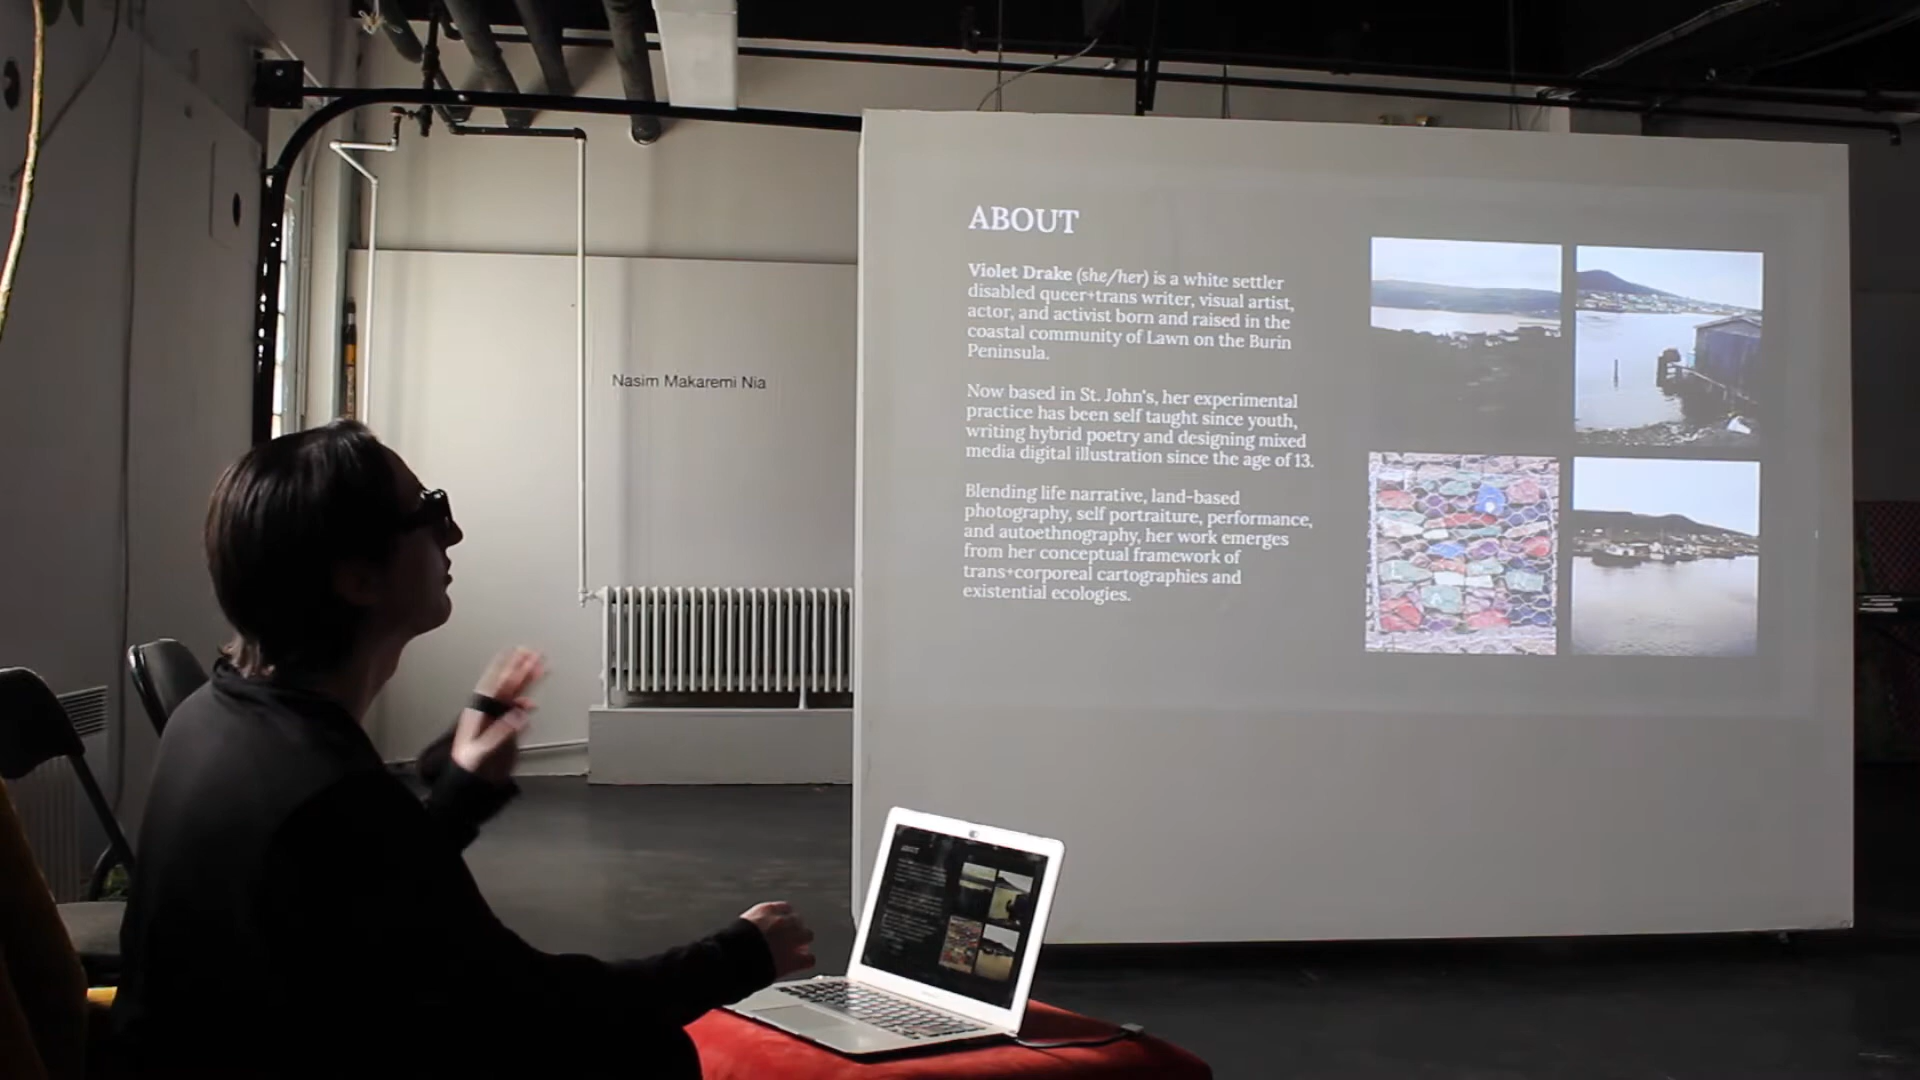 Nasim Makaremi Nia
ABOUT
Violet Drake (she/her) is a white settler
disabled queer+trans writer, visual artist,
actor, and activist born and raised in the
coastal community of Lawn on the Burin
Peninsula.
Now based in St. John's, her experimental
practice has been self taught since youth,
writing hybrid poetry and designing mixed
media digital illustration since the age of 13.
Blending life narrative, land-based
photography, self portraiture, performance,
and autoethnography, her work emerges
from her conceptual framework of
trans+corporeal cartographies and
existential ecologies.
ABOUT